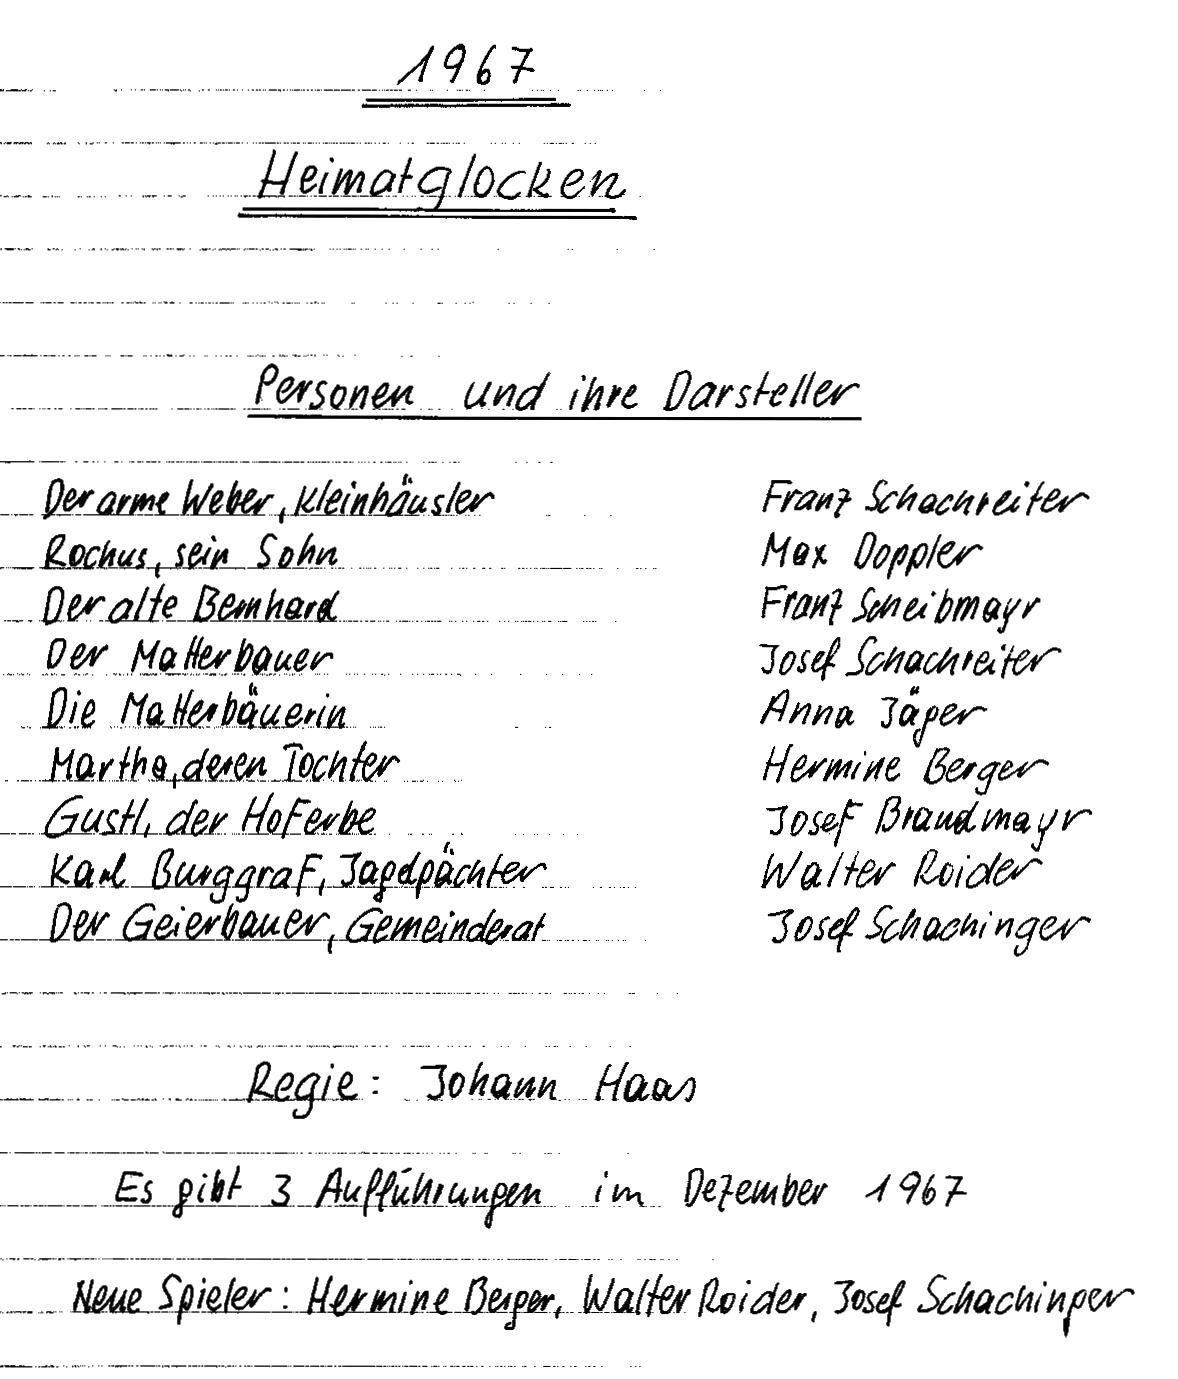 1967
Heimatglocken
Personen und ihre Darsteller
Der arme Weber, Kleinhäusler Franz Schachreiter
Rochus, sein Sohn Max Doppler
Der alte Bernhard Franz Scheibmayr
Der Matterbauer Josef Schachreiter
Die Matterbäuerin Anna Jäger
Martha, deren Tochter Hermine Berger
Gustl, der Hoferbe Josef Brandmayr
Karl Burggraf, Jagdpächter Walter Roider
Der Geierbauer, Gemeinderat Josef Schachinger
Regie: Johann Haas
Es gibt 3 Aufführungen im Dezember 1967
Neue Spieler: Hermine Berger, Walter Roider, Josef Schachinger